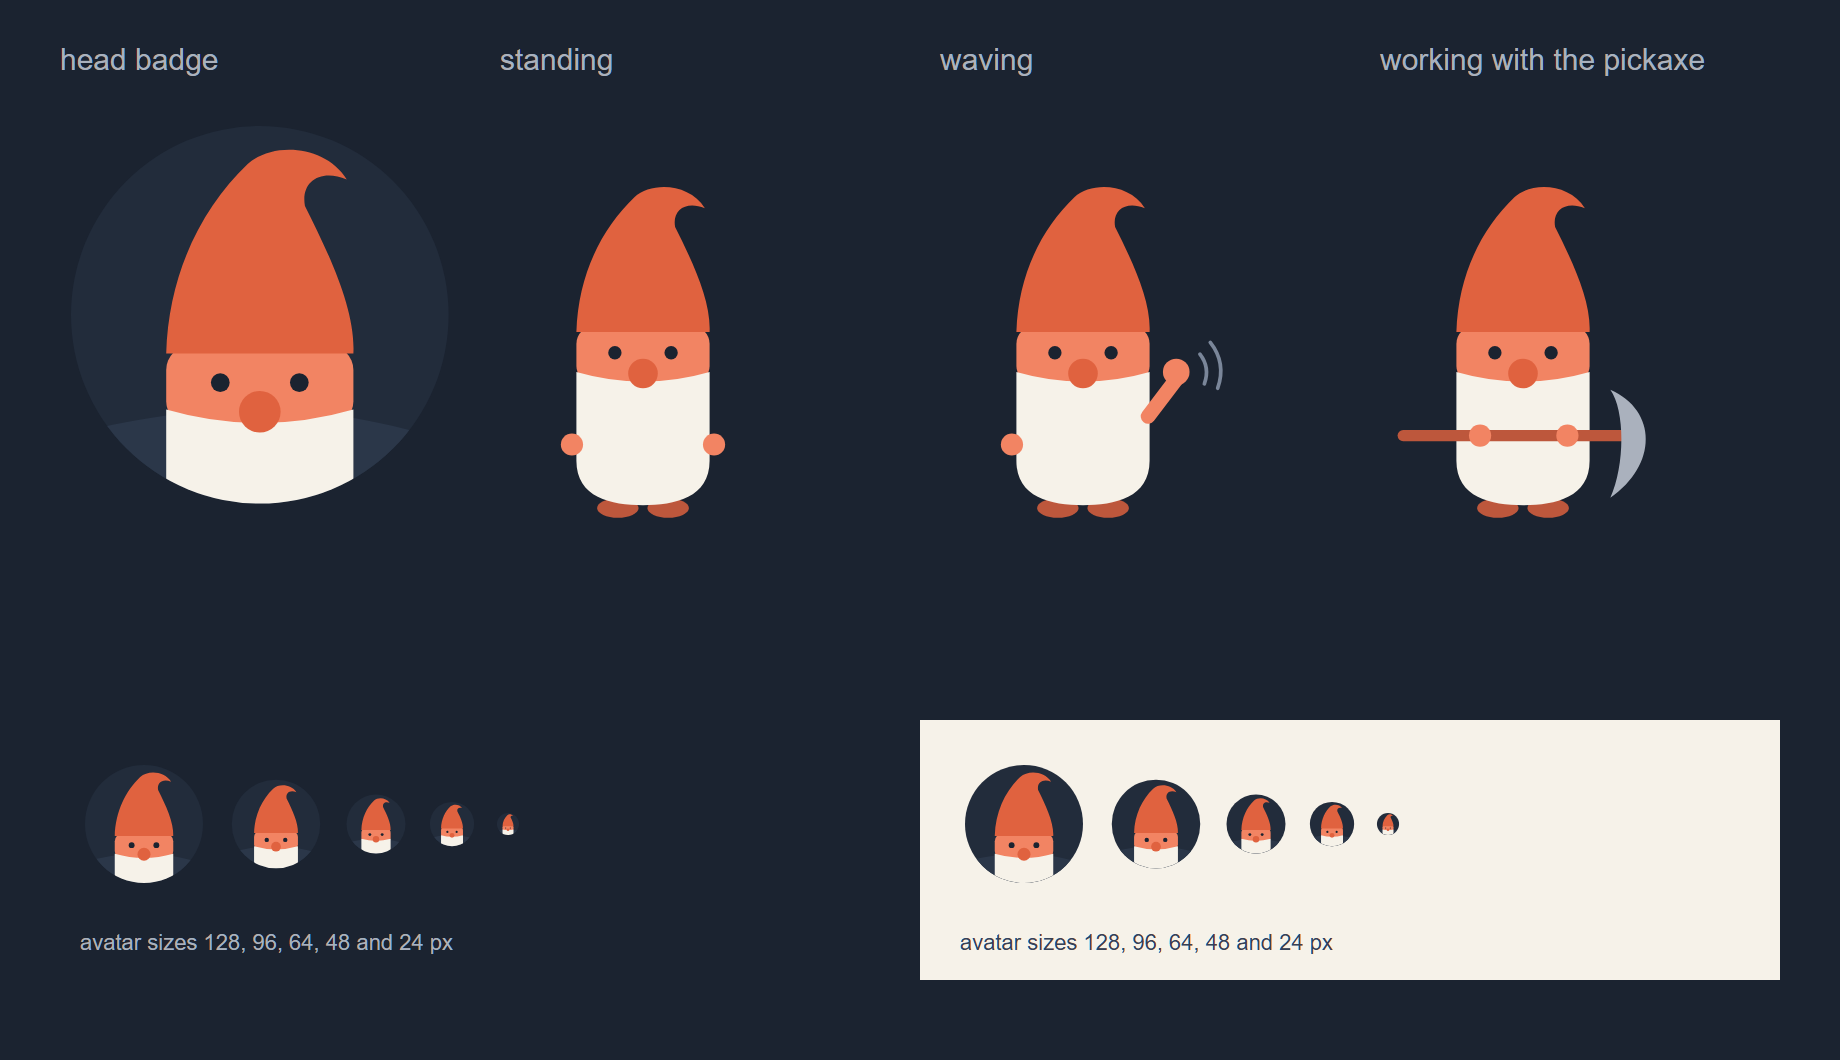 head badge
standing
waving
working with the pickaxe
avatar sizes 128, 96, 64, 48 and 24 px
avatar sizes 128, 96, 64, 48 and 24 px